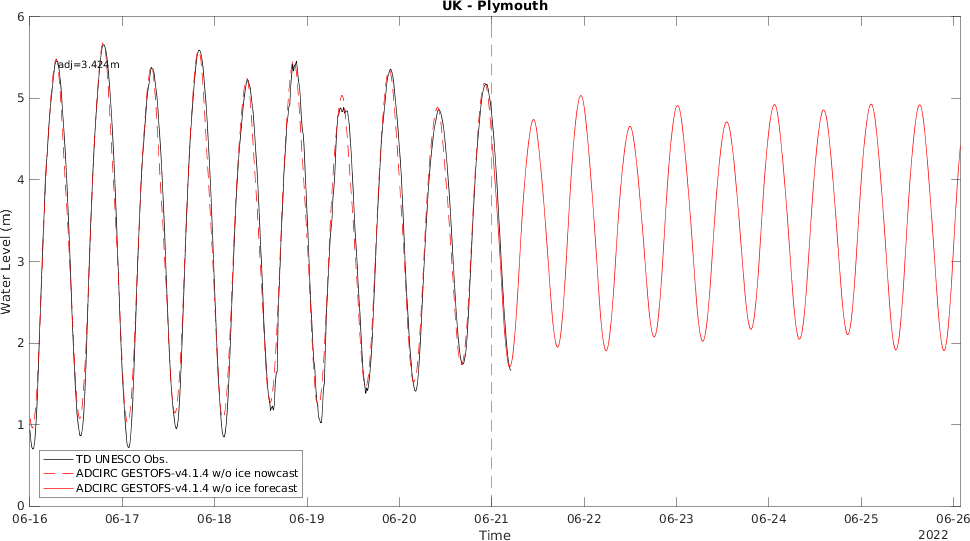 UK - Plymouth
6
5
4
3
2
1
0
Water Level (m)
adj=3.424m
TD UNESCO Obs.
ADCIRC GESTOFS-v4.1.4 w/o ice nowcast
ADCIRC GESTOFS-v4.1.4 w/o ice forecast
06-16 06-17 06-18 06-19 06-20 06-21 06-22 06-23 06-24 06-25 06-26
Time
2022